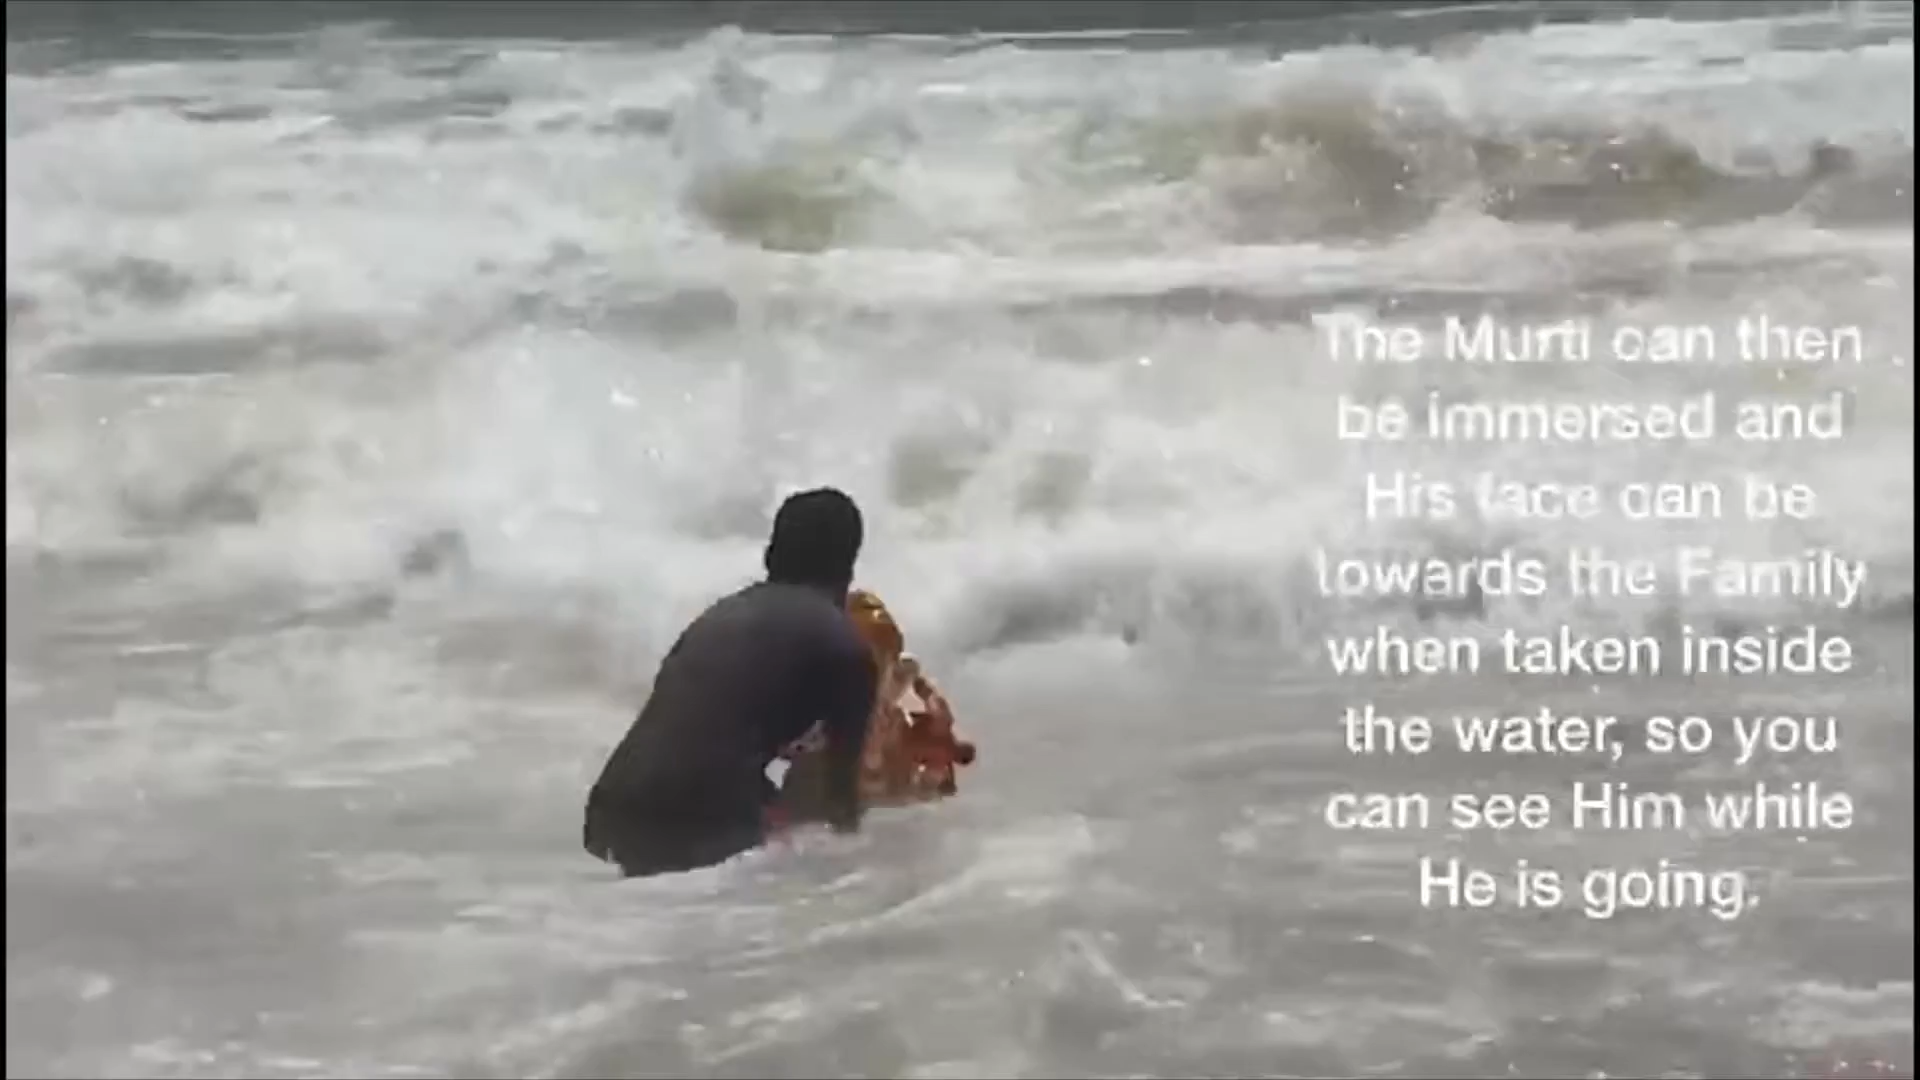 The Murti can then
be immersed and
His face can be
towards the Family
when taken inside
the water, so you
can see Him while
He is going.